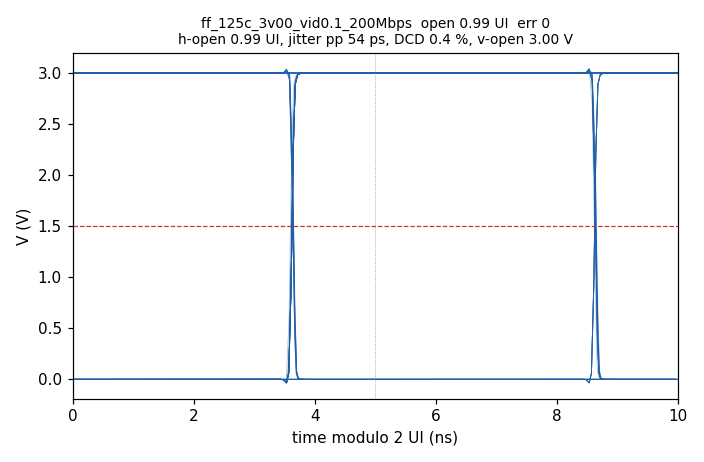 ff_125c_3v00_vid0.1_200Mbps  open 0.99 UI  err 0
h-open 0.99 UI, jitter pp 54 ps, DCD 0.4 %, v-open 3.00 V
V (V)
3.0
2.5
2.0
1.5
1.0
0.5
0.0
0 2 4 6 8 10
time modulo 2 UI (ns)